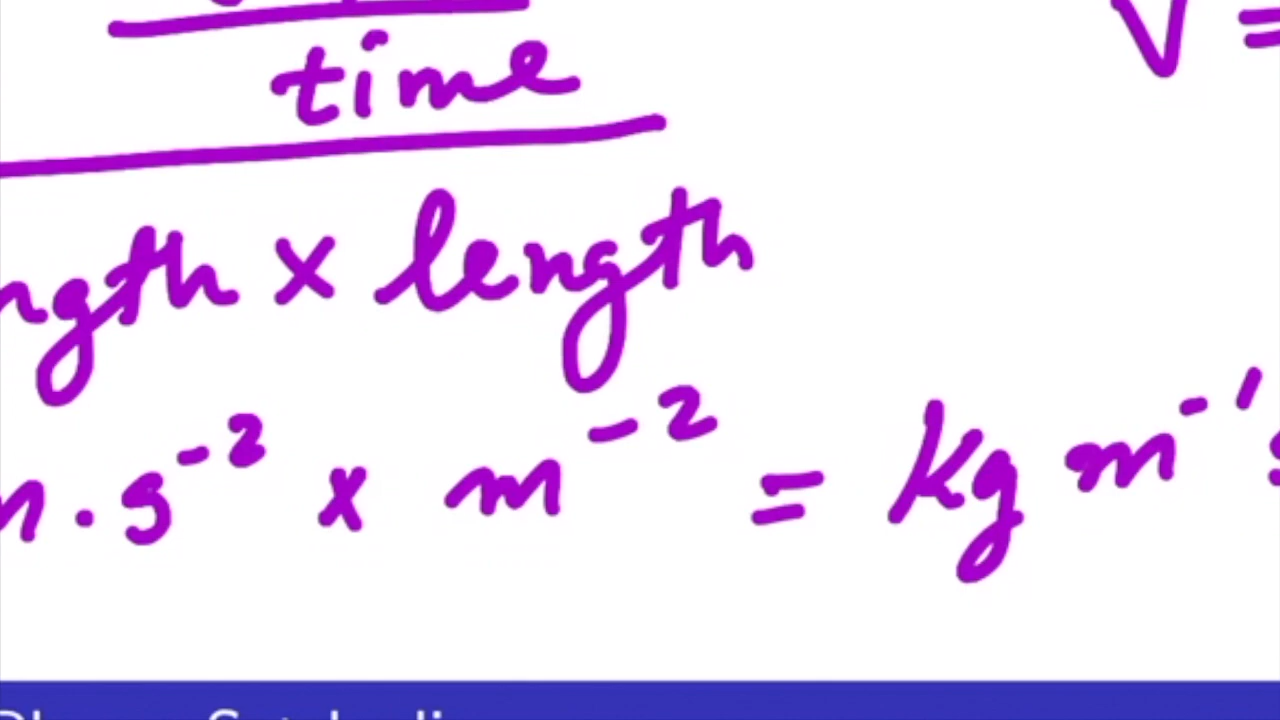 V =
time
ngth x length
m · s⁻² x m⁻² = kg m⁻¹